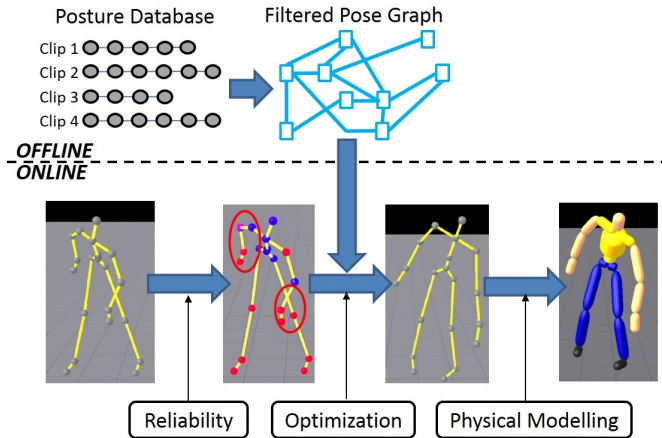 Posture Database
Filtered Pose Graph
Clip 1
Clip 2
Clip 3
Clip 4
OFFLINE
ONLINE
Reliability
Optimization
Physical Modelling